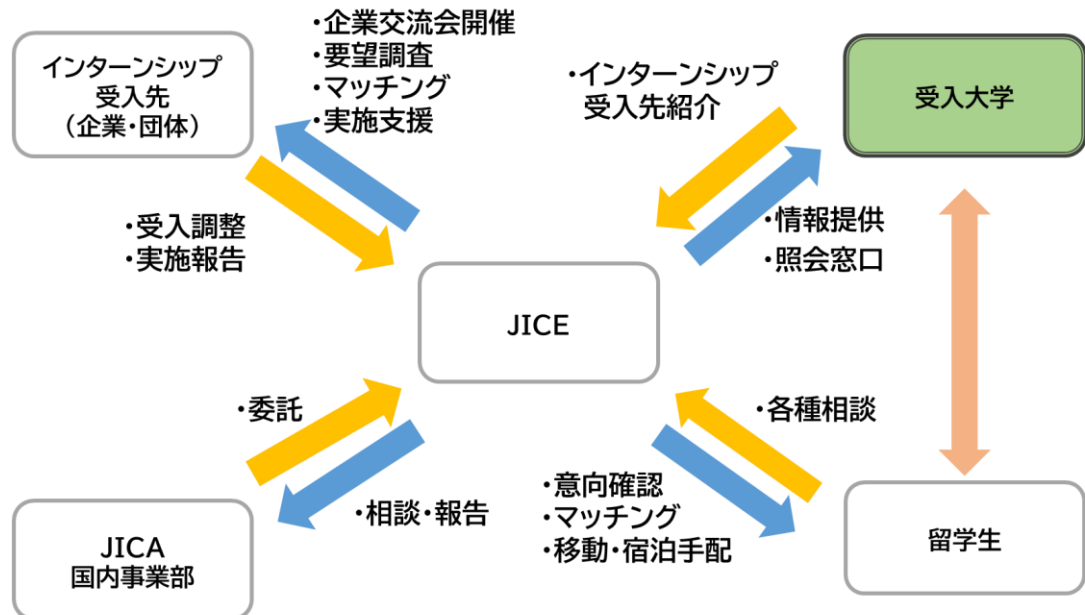 インターンシップ
受入先
（企業・団体）
・企業交流会開催
・要望調査
・マッチング
・実施支援
・インターンシップ
受入先紹介
受入大学
・受入調整
・実施報告
・情報提供
・照会窓口
JICE
・委託
・各種相談
・相談・報告
・意向確認
・マッチング
・移動・宿泊手配
JICA
国内事業部
留学生